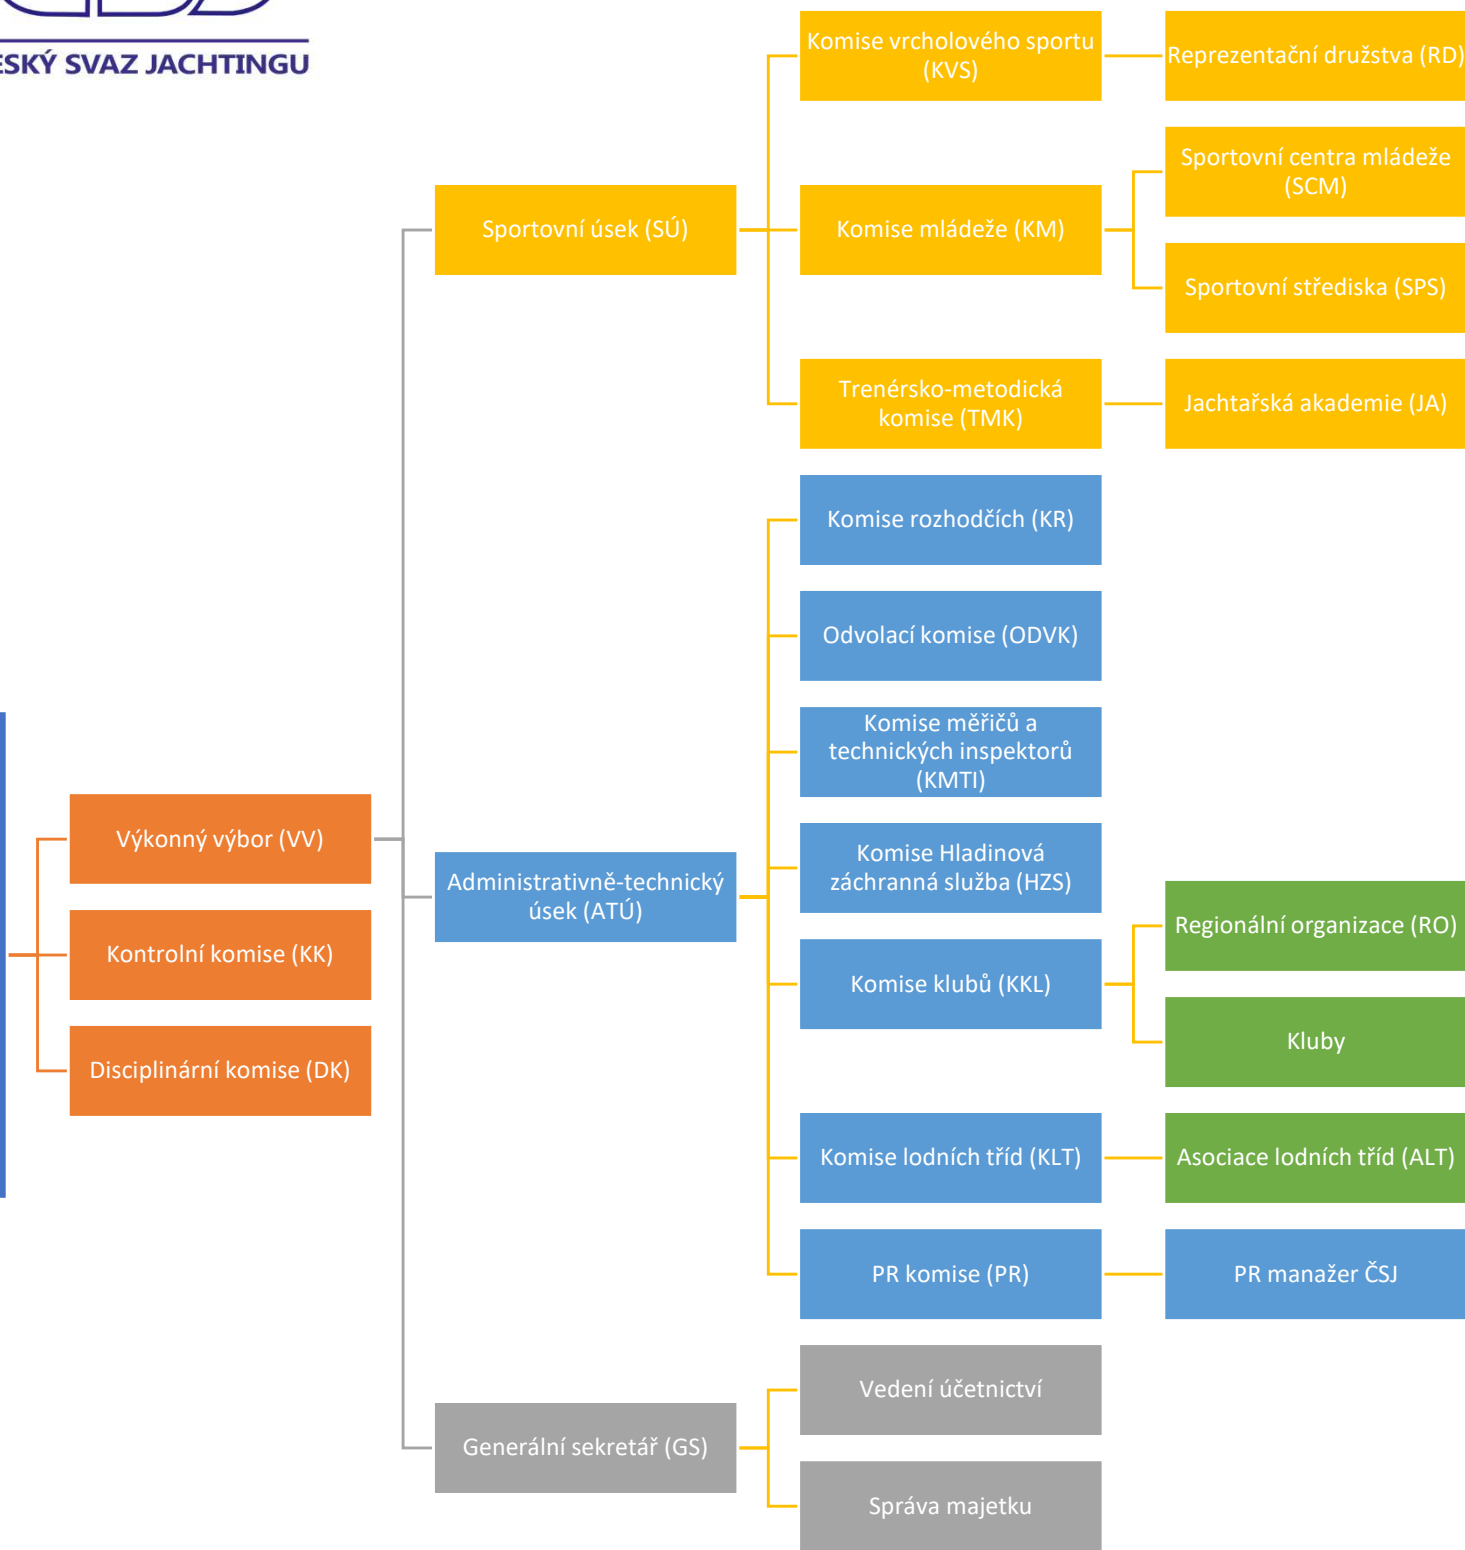 ESKÝ SVAZ JACHTINGU
Komise vrcholového sportu
(KVS)
Reprezentační družstva (RD)
Sportovní centra mládeže
(SCM)
Sportovní úsek (SÚ)
Komise mládeže (KM)
Sportovní střediska (SPS)
Trenérsko-metodická
komise (TMK)
Jachtařská akademie (JA)
Komise rozhodčích (KR)
Odvolací komise (ODVK)
Komise měřičů a
technických inspektorů
(KMTI)
Výkonný výbor (VV)
Komise Hladinová
záchranná služba (HZS)
Administrativně-technický
úsek (ATÚ)
Regionální organizace (RO)
Kontrolní komise (KK)
Komise klubů (KKL)
Kluby
Disciplinární komise (DK)
Komise lodních tříd (KLT)
Asociace lodních tříd (ALT)
PR komise (PR)
PR manažer ČSJ
Vedení účetnictví
Generální sekretář (GS)
Správa majetku